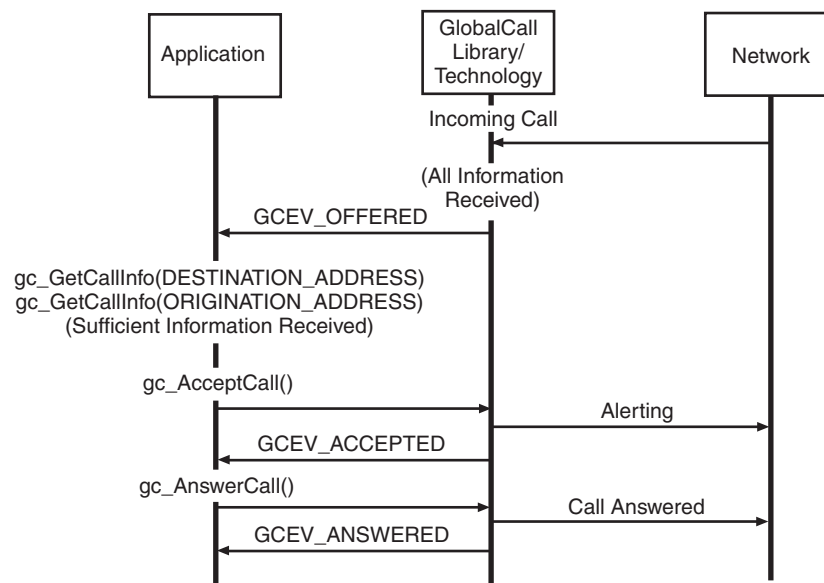 Application
GlobalCall
Library/
Technology
Network
Incoming Call
(All Information
Received)
GCEV_OFFERED
gc_GetCallInfo(DESTINATION_ADDRESS)
gc_GetCallInfo(ORIGINATION_ADDRESS)
(Sufficient Information Received)
gc_AcceptCall()
Alerting
GCEV_ACCEPTED
gc_AnswerCall()
Call Answered
GCEV_ANSWERED